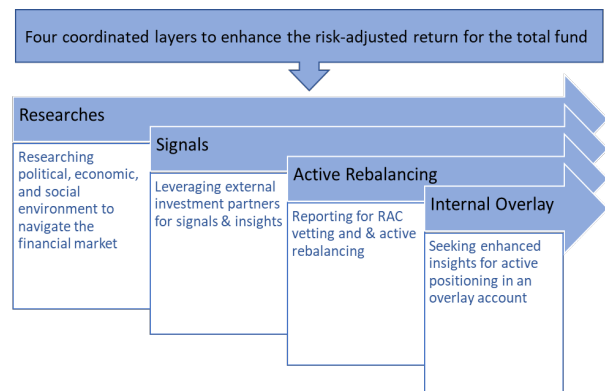 Four coordinated layers to enhance the risk-adjusted return for the total fund
Researches
Researching
political, economic,
and social
environment to
navigate the
financial market
Signals
Leveraging external
investment partners
for signals & insights
Active Rebalancing
Reporting for RAC
vetting and & active
rebalancing
Internal Overlay
Seeking enhanced
insights for active
positioning in an
overlay account